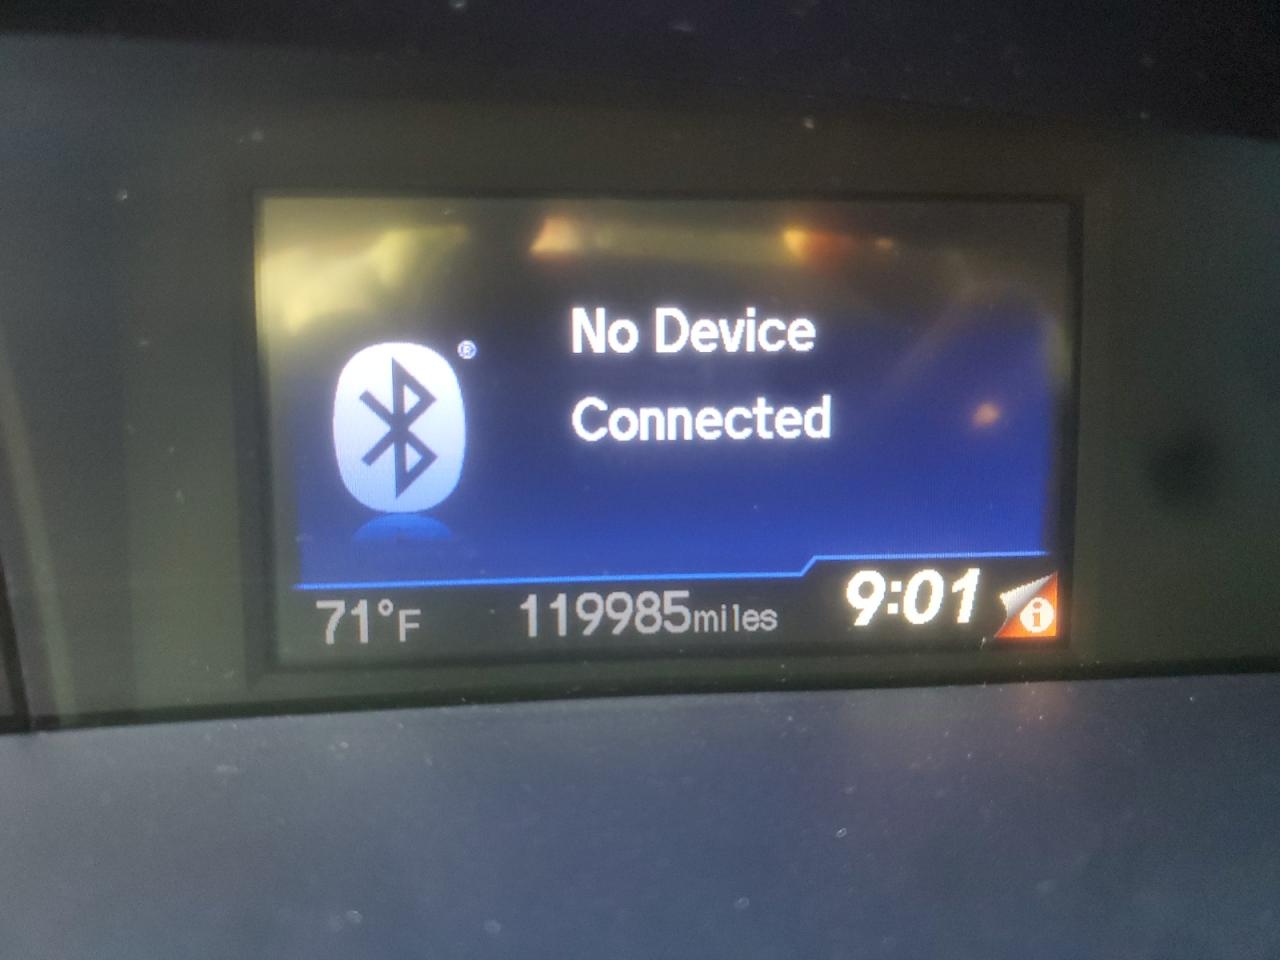 ®
No Device
Connected
71°F 119985miles 9:01 i